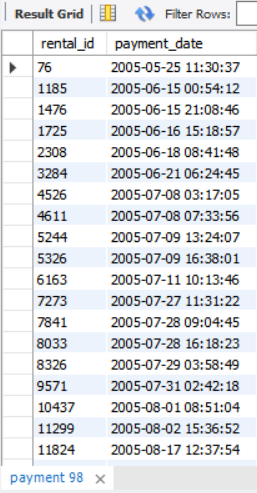 Result Grid Filter Rows:
rental_id payment_date
76 2005-05-25 11:30:37
1185 2005-06-15 00:54:12
1476 2005-06-15 21:08:46
1725 2005-06-16 15:18:57
2308 2005-06-18 08:41:48
3284 2005-06-21 06:24:45
4526 2005-07-08 03:17:05
4611 2005-07-08 07:33:56
5244 2005-07-09 13:24:07
5326 2005-07-09 16:38:01
6163 2005-07-11 10:13:46
7273 2005-07-27 11:31:22
7841 2005-07-28 09:04:45
8033 2005-07-28 16:18:23
8326 2005-07-29 03:58:49
9571 2005-07-31 02:42:18
10437 2005-08-01 08:51:04
11299 2005-08-02 15:36:52
11824 2005-08-17 12:37:54
payment 98